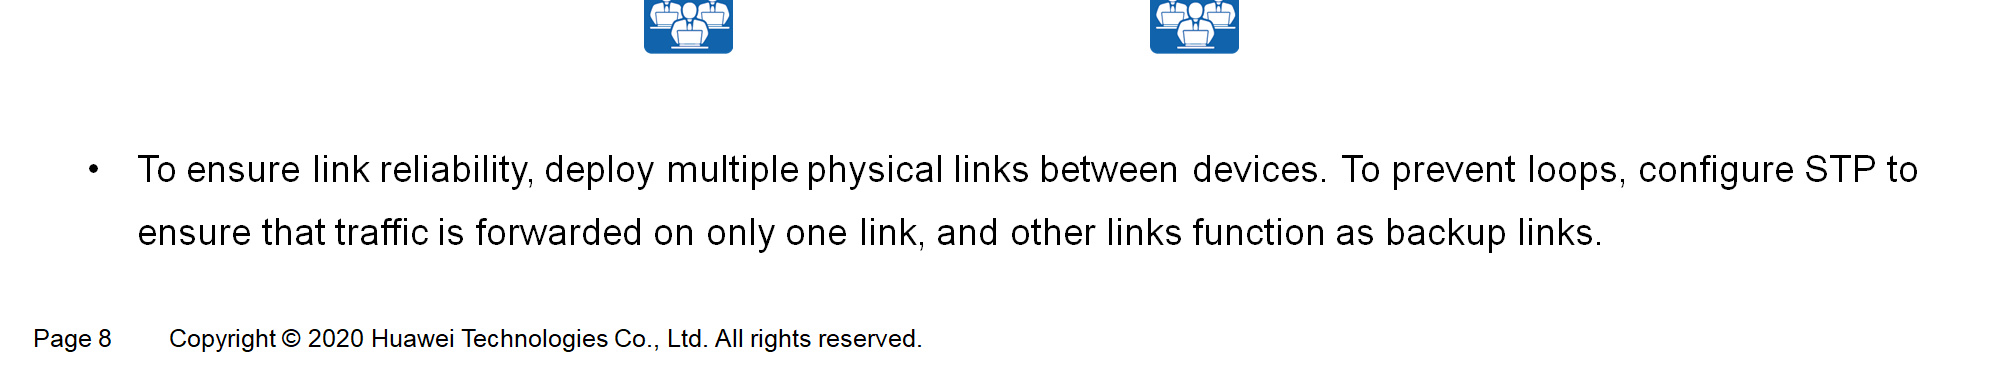 • To ensure link reliability, deploy multiple physical links between devices. To prevent loops, configure STP to
ensure that traffic is forwarded on only one link, and other links function as backup links.
Page 8 Copyright © 2020 Huawei Technologies Co., Ltd. All rights reserved.